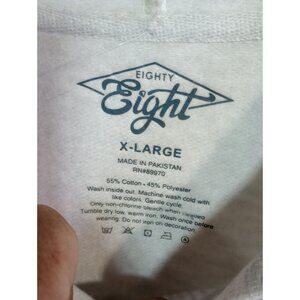 EIGHTY
Eight
X-LARGE
MADE IN PAKISTAN
RN#89970
55% Cotton • 45% Polyester
Wash inside out. Machine wash cold with
like colors. Gentle cycle
Only non-chlorine bleach when needed
Tumble dry low, warm iron. Wash once before
wearing. Do not iron on decoration